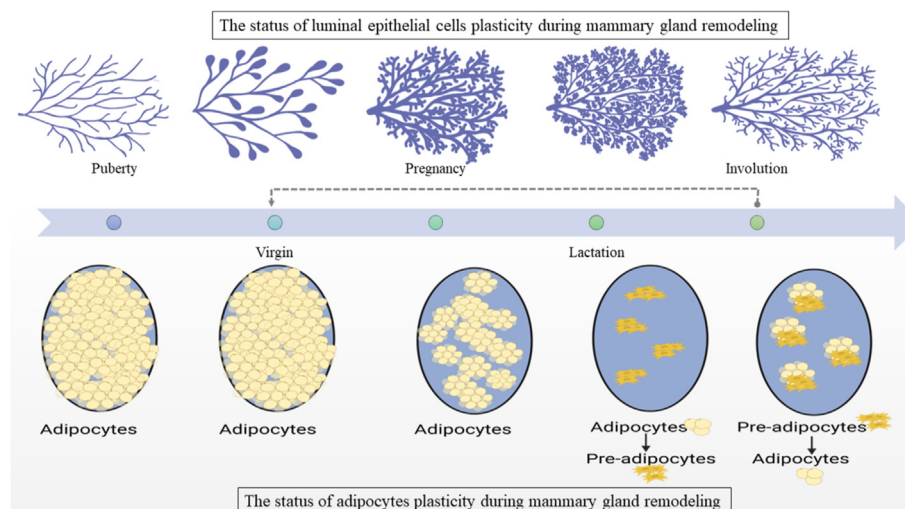 The status of luminal epithelial cells plasticity during mammary gland remodeling
Puberty
Pregnancy
Involution
Virgin
Lactation
Adipocytes
Adipocytes
Adipocytes
Adipocytes
Pre-adipocytes
Pre-adipocytes
Adipocytes
The status of adipocytes plasticity during mammary gland remodeling